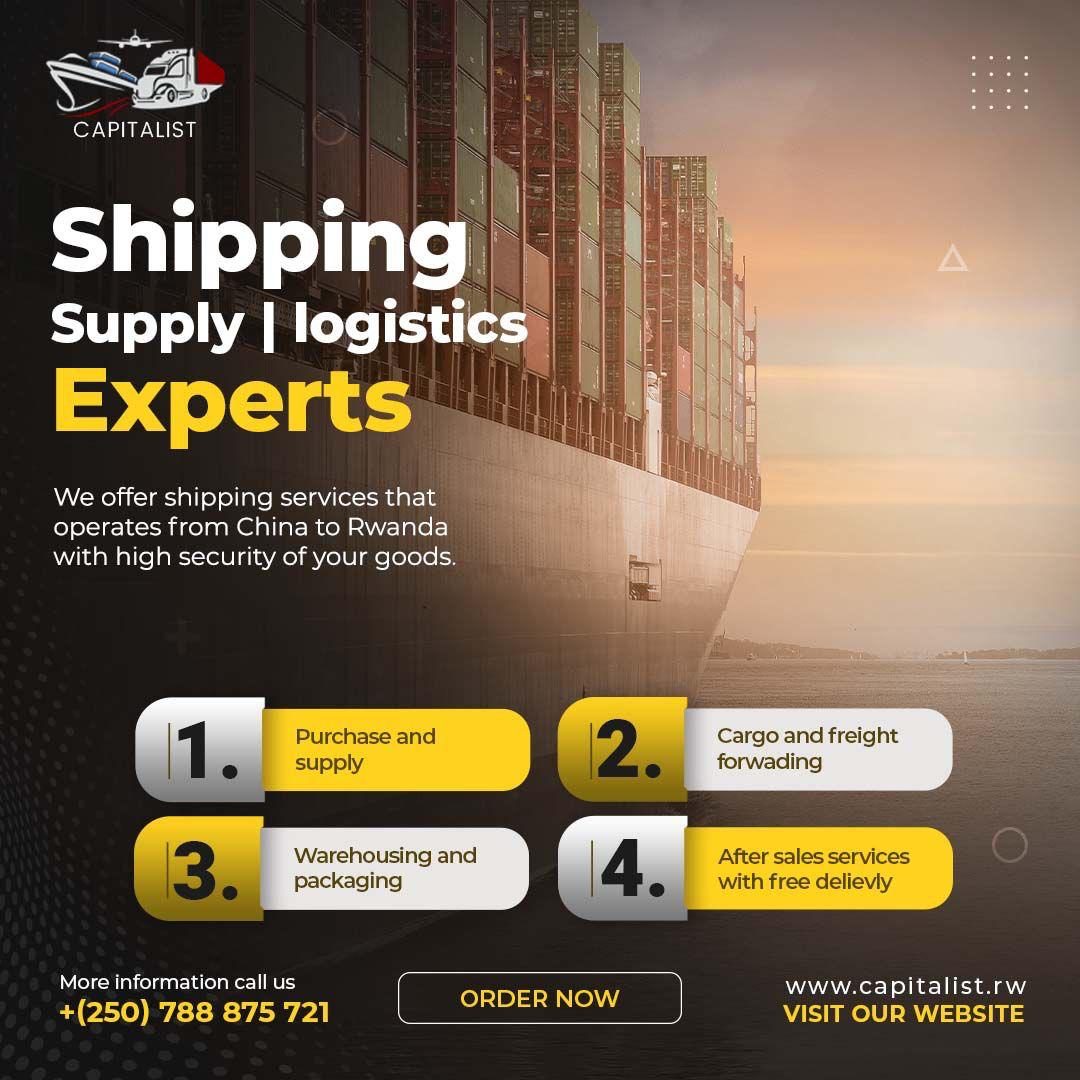 CAPITALIST
Shipping
Supply | logistics
Experts
We offer shipping services that
operates from China to Rwanda
with high security of your goods.
1.
Purchase and
supply
2.
Cargo and freight
forwading
3.
Warehousing and
packaging
4.
After sales services
with free delievly
More information call us
+(250) 788 875 721
ORDER NOW
www.capitalist.rw
VISIT OUR WEBSITE